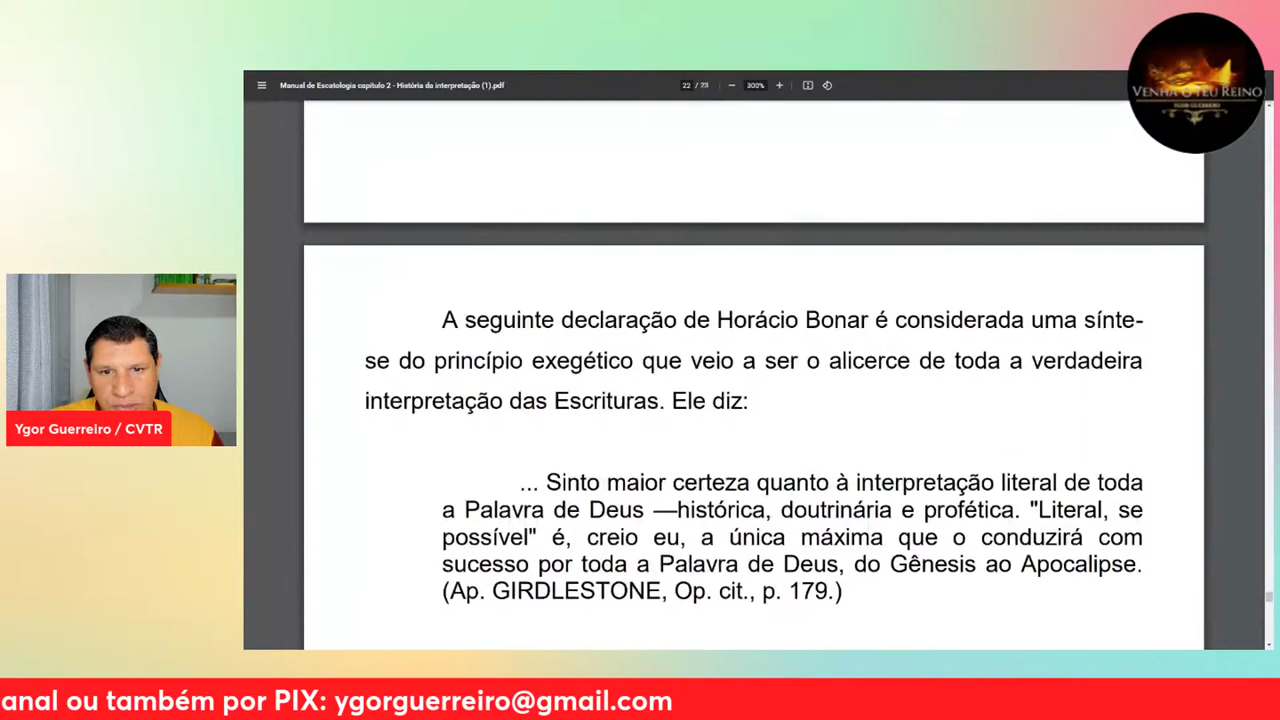 Manual de Escatologia capítulo 2 - História da interpretação (1).pdf
22 / 23
300%
VENHA O TEU REINO
YGOR GUERREIRO
A seguinte declaração de Horácio Bonar é considerada uma sínte-
se do princípio exegético que veio a ser o alicerce de toda a verdadeira
interpretação das Escrituras. Ele diz:
... Sinto maior certeza quanto à interpretação literal de toda
a Palavra de Deus —histórica, doutrinária e profética. "Literal, se
possível" é, creio eu, a única máxima que o conduzirá com
sucesso por toda a Palavra de Deus, do Gênesis ao Apocalipse.
(Ap. GIRDLESTONE, Op. cit., p. 179.)
Ygor Guerreiro / CVTR
anal ou também por PIX: ygorguerreiro@gmail.com